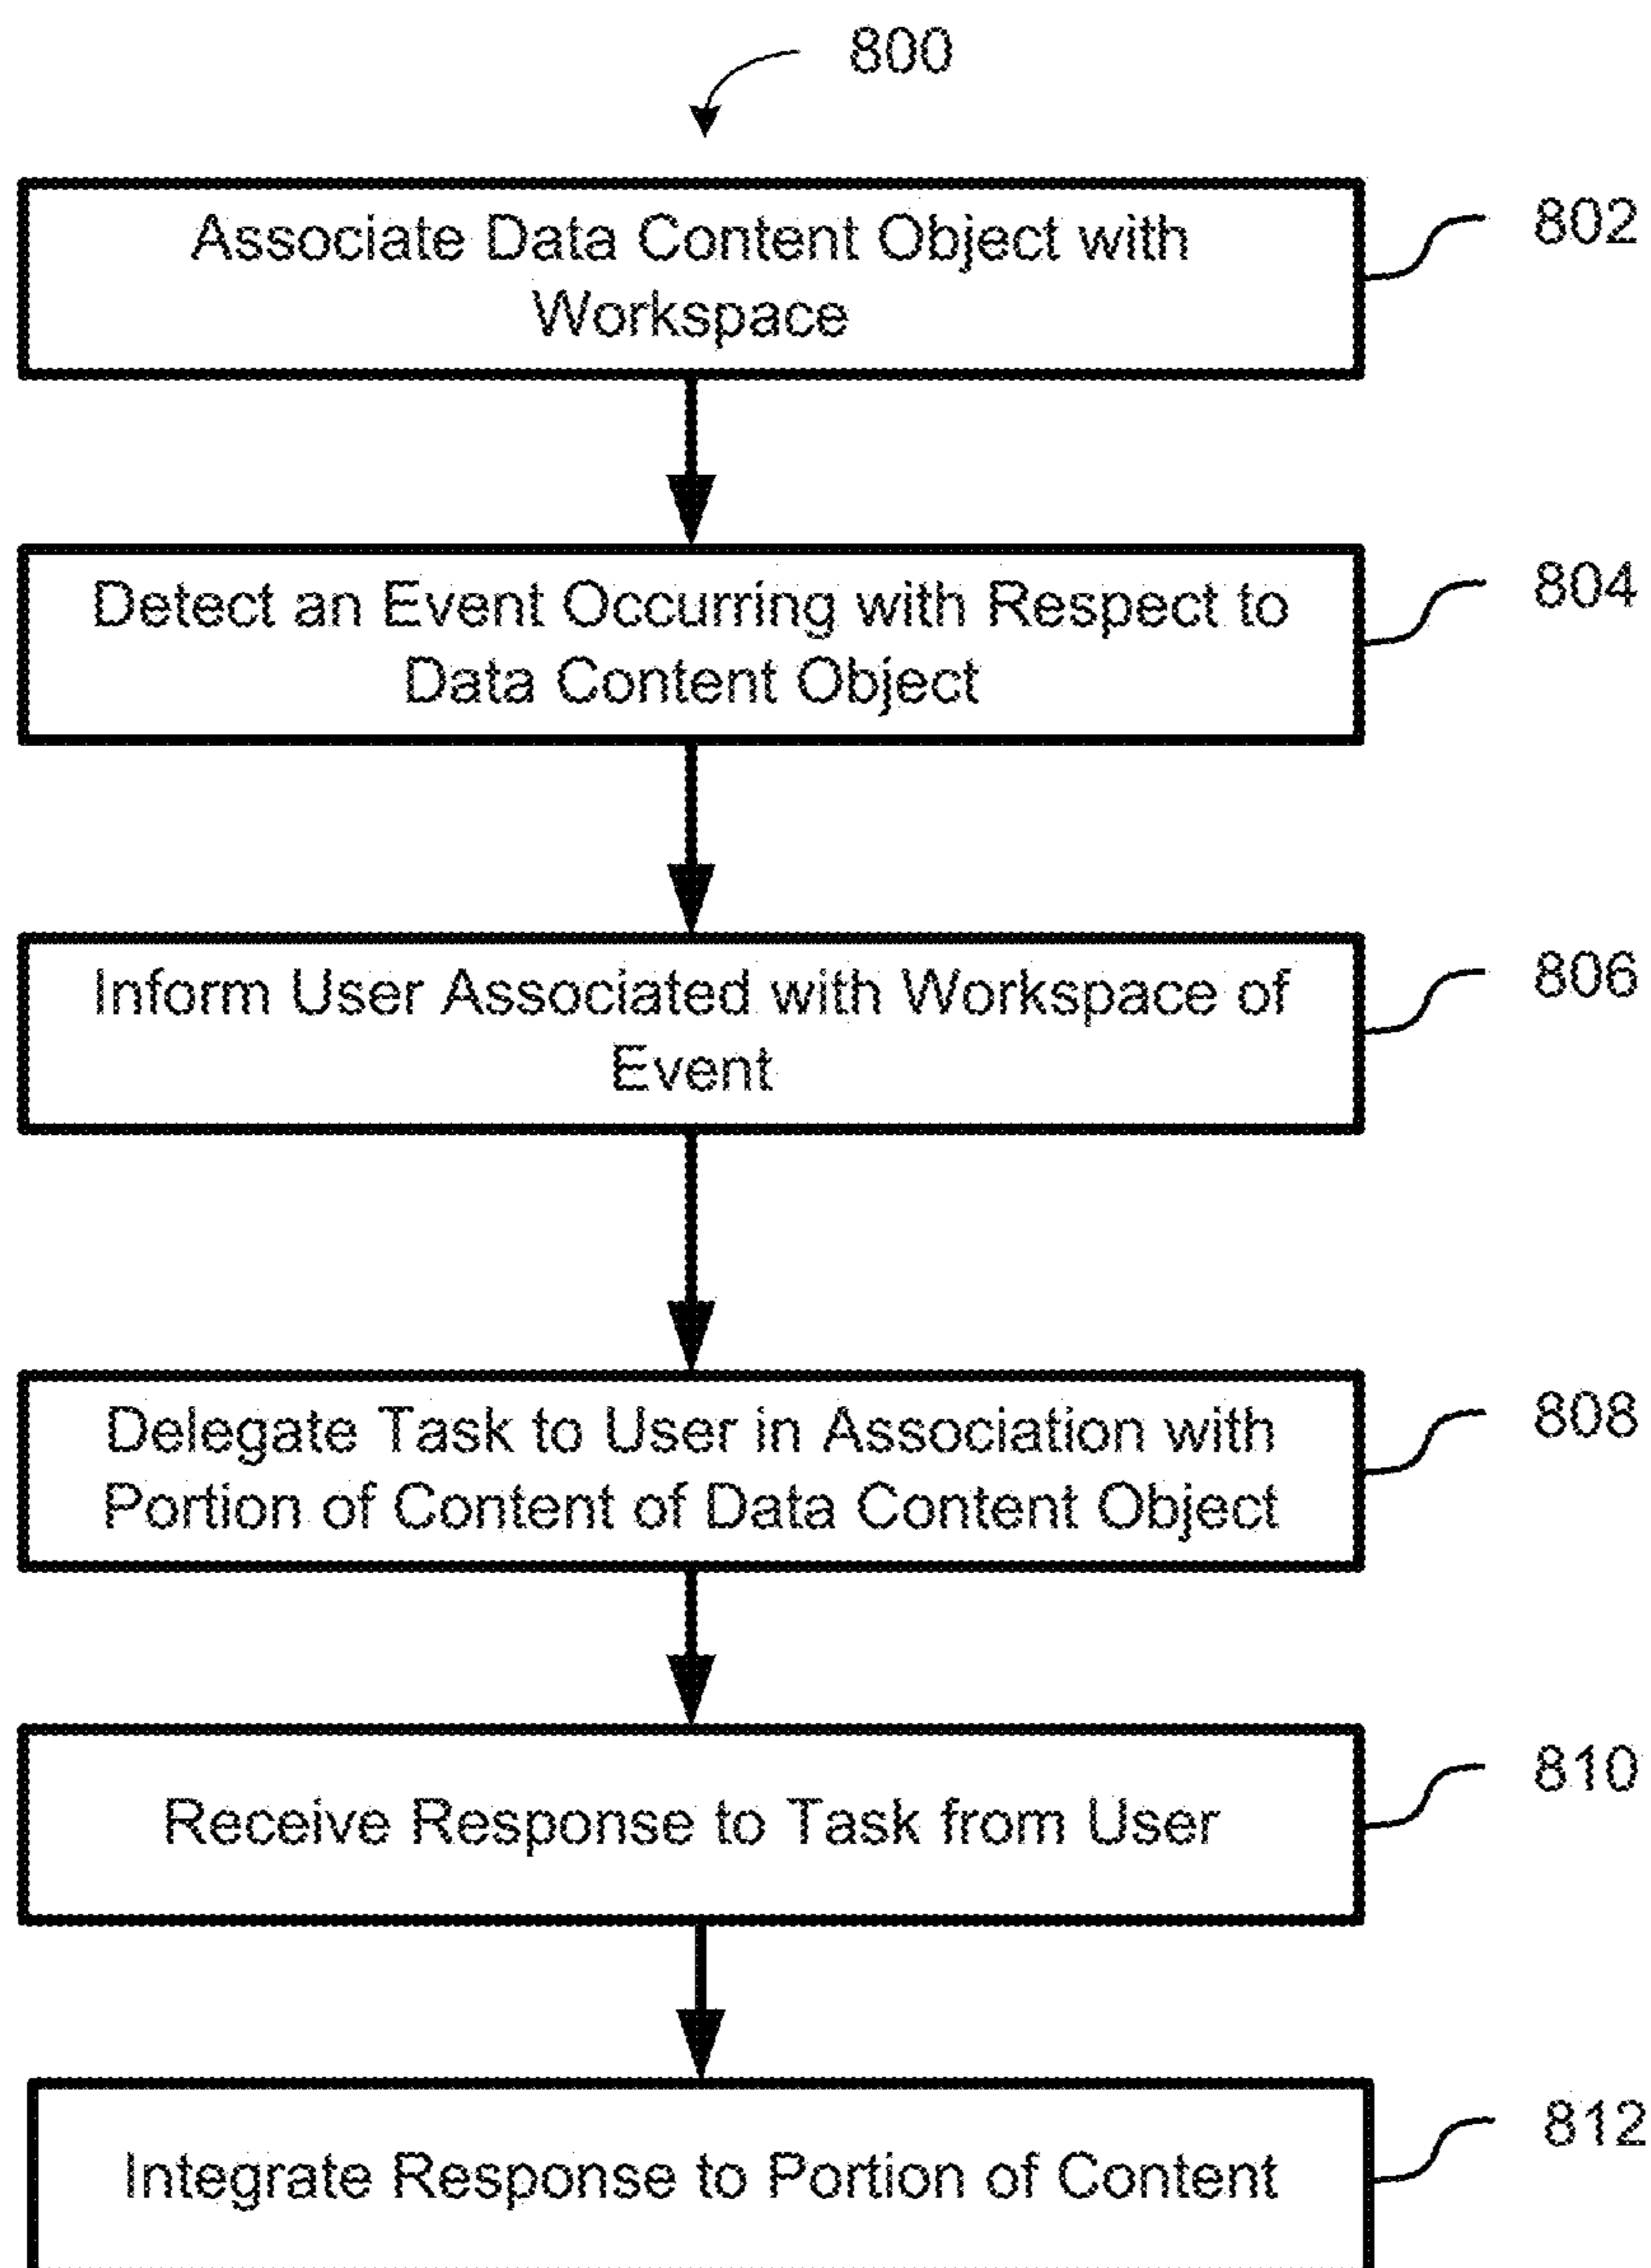 800
Associate Data Content Object with
Workspace
802
Detect an Event Occurring with Respect to
Data Content Object
804
Inform User Associated with Workspace of
Event
806
Delegate Task to User in Association with
Portion of Content of Data Content Object
808
Receive Response to Task from User
810
Integrate Response to Portion of Content
812